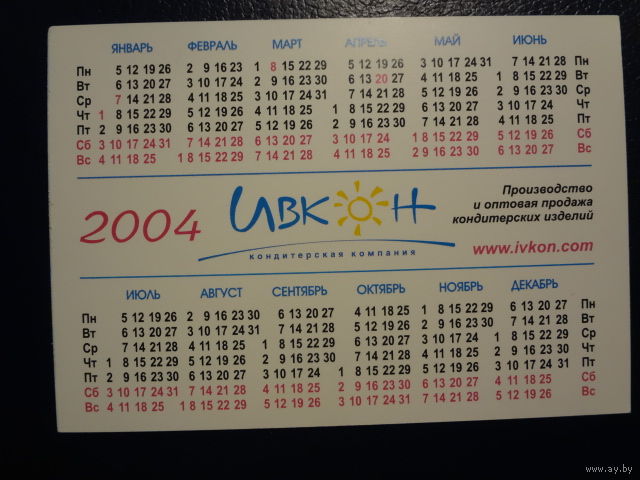 ЯНВАРЬ ФЕВРАЛЬ МАРТ АПРЕЛЬ МАЙ ИЮНЬ
Пн 5 12 19 26 2 9 16 23 1 8 15 22 29 5 12 19 26 3 10 17 24 31 7 14 21 28 Пн
Вт 6 13 20 27 3 10 17 24 2 9 16 23 30 6 13 20 27 4 11 18 25 1 8 15 22 29 Вт
Ср 7 14 21 28 4 11 18 25 3 10 17 24 31 7 14 21 28 5 12 19 26 2 9 16 23 30 Ср
Чт 1 8 15 22 29 5 12 19 26 4 11 18 25 1 8 15 22 29 6 13 20 27 3 10 17 24 Чт
Пт 2 9 16 23 30 6 13 20 27 5 12 19 26 2 9 16 23 30 7 14 21 28 4 11 18 25 Пт
Сб 3 10 17 24 31 7 14 21 28 6 13 20 27 3 10 17 24 1 8 15 22 29 5 12 19 26 Сб
Вс 4 11 18 25 1 8 15 22 29 7 14 21 28 4 11 18 25 2 9 16 23 30 6 13 20 27 Вс
2004
ИВКОН
кондитерская компания
Производство
и оптовая продажа
кондитерских изделий
www.ivkon.com
ИЮЛЬ АВГУСТ СЕНТЯБРЬ ОКТЯБРЬ НОЯБРЬ ДЕКАБРЬ
Пн 5 12 19 26 2 9 16 23 30 6 13 20 27 4 11 18 25 1 8 15 22 29 6 13 20 27 Пн
Вт 6 13 20 27 3 10 17 24 31 7 14 21 28 5 12 19 26 2 9 16 23 30 7 14 21 28 Вт
Ср 7 14 21 28 4 11 18 25 1 8 15 22 29 6 13 20 27 3 10 17 24 1 8 15 22 29 Ср
Чт 1 8 15 22 29 5 12 19 26 2 9 16 23 30 7 14 21 28 4 11 18 25 2 9 16 23 30 Чт
Пт 2 9 16 23 30 6 13 20 27 3 10 17 24 1 8 15 22 29 5 12 19 26 3 10 17 24 31 Пт
Сб 3 10 17 24 31 7 14 21 28 4 11 18 25 2 9 16 23 30 6 13 20 27 4 11 18 25 Сб
Вс 4 11 18 25 1 8 15 22 29 5 12 19 26 3 10 17 24 31 7 14 21 28 5 12 19 26 Вс
www.ay.by